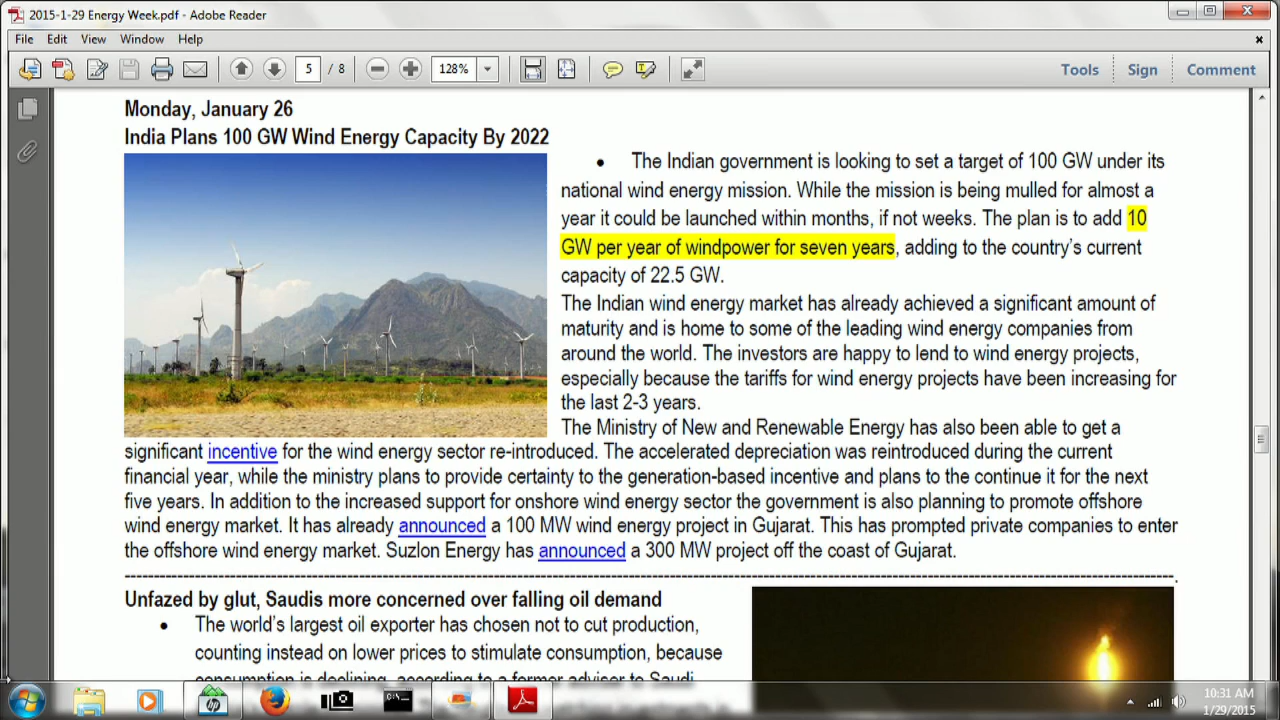 2015-1-29 Energy Week.pdf - Adobe Reader
File Edit View Window Help
5 / 8 128% Tools Sign Comment
Monday, January 26
India Plans 100 GW Wind Energy Capacity By 2022
• The Indian government is looking to set a target of 100 GW under its
national wind energy mission. While the mission is being mulled for almost a
year it could be launched within months, if not weeks. The plan is to add 10
GW per year of windpower for seven years, adding to the country's current
capacity of 22.5 GW.
The Indian wind energy market has already achieved a significant amount of
maturity and is home to some of the leading wind energy companies from
around the world. The investors are happy to lend to wind energy projects,
especially because the tariffs for wind energy projects have been increasing for
the last 2-3 years.
The Ministry of New and Renewable Energy has also been able to get a
significant incentive for the wind energy sector re-introduced. The accelerated depreciation was reintroduced during the current
financial year, while the ministry plans to provide certainty to the generation-based incentive and plans to the continue it for the next
five years. In addition to the increased support for onshore wind energy sector the government is also planning to promote offshore
wind energy market. It has already announced a 100 MW wind energy project in Gujarat. This has prompted private companies to enter
the offshore wind energy market. Suzlon Energy has announced a 300 MW project off the coast of Gujarat.
Unfazed by glut, Saudis more concerned over falling oil demand
• The world's largest oil exporter has chosen not to cut production,
counting instead on lower prices to stimulate consumption, because
consumption is declining, according to a former adviser to Saudi
hp
10:31 AM
1/29/2015